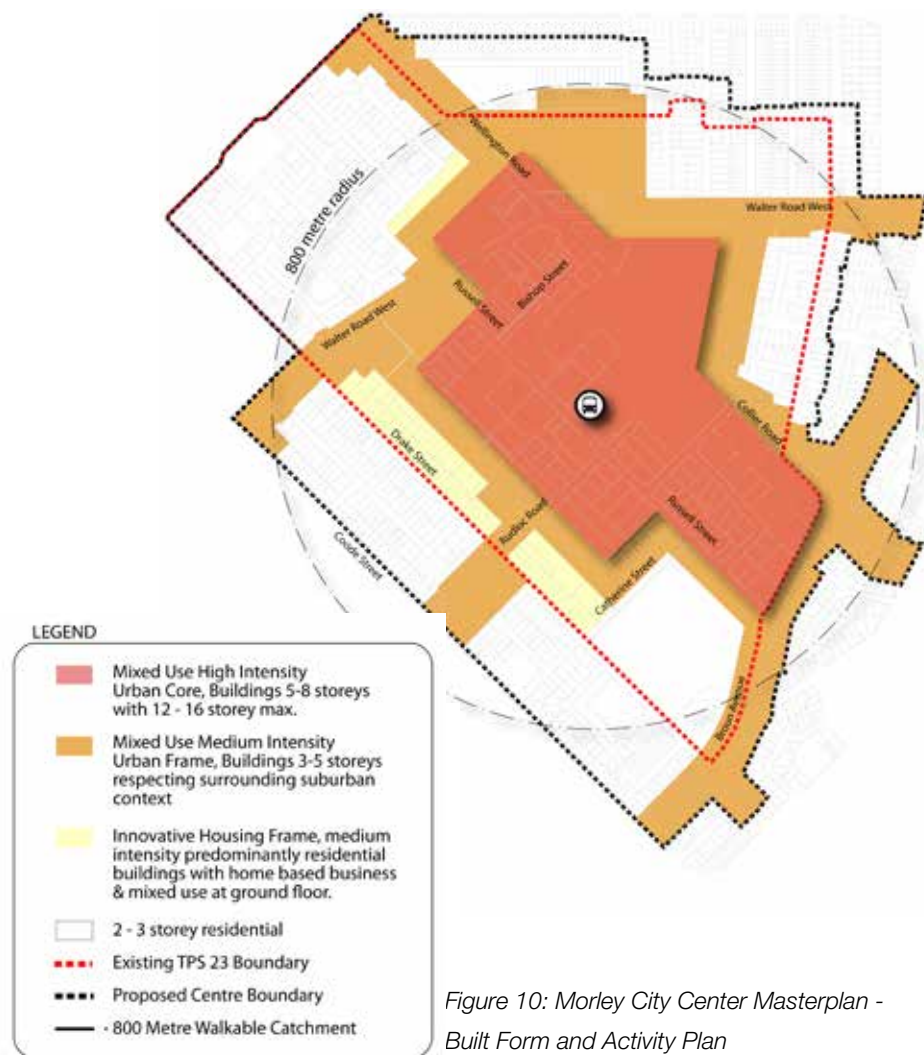 Wellington Road
800 metre radius
Walter Road West
Bishop Street
Russell Street
Walter Road West
Collier Road
Drake Street
Russell Street
Rudloc Road
Coode Street
Catherine Street
Broun Avenue
LEGEND
Mixed Use High Intensity
Urban Core, Buildings 5-8 storeys
with 12 - 16 storey max.
Mixed Use Medium Intensity
Urban Frame, Buildings 3-5 storeys
respecting surrounding suburban
context
Innovative Housing Frame, medium
intensity predominantly residential
buildings with home based business
& mixed use at ground floor.
2 - 3 storey residential
Existing TPS 23 Boundary
Proposed Centre Boundary
800 Metre Walkable Catchment
Figure 10: Morley City Center Masterplan -
Built Form and Activity Plan